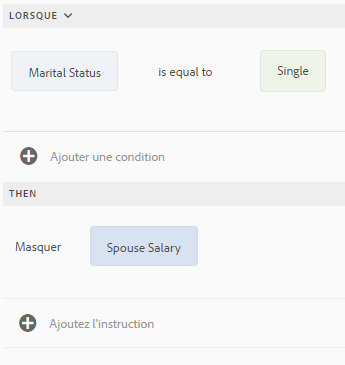 LORSQUE
Marital Status is equal to Single
Ajouter une condition
THEN
Masquer Spouse Salary
Ajoutez l'instruction